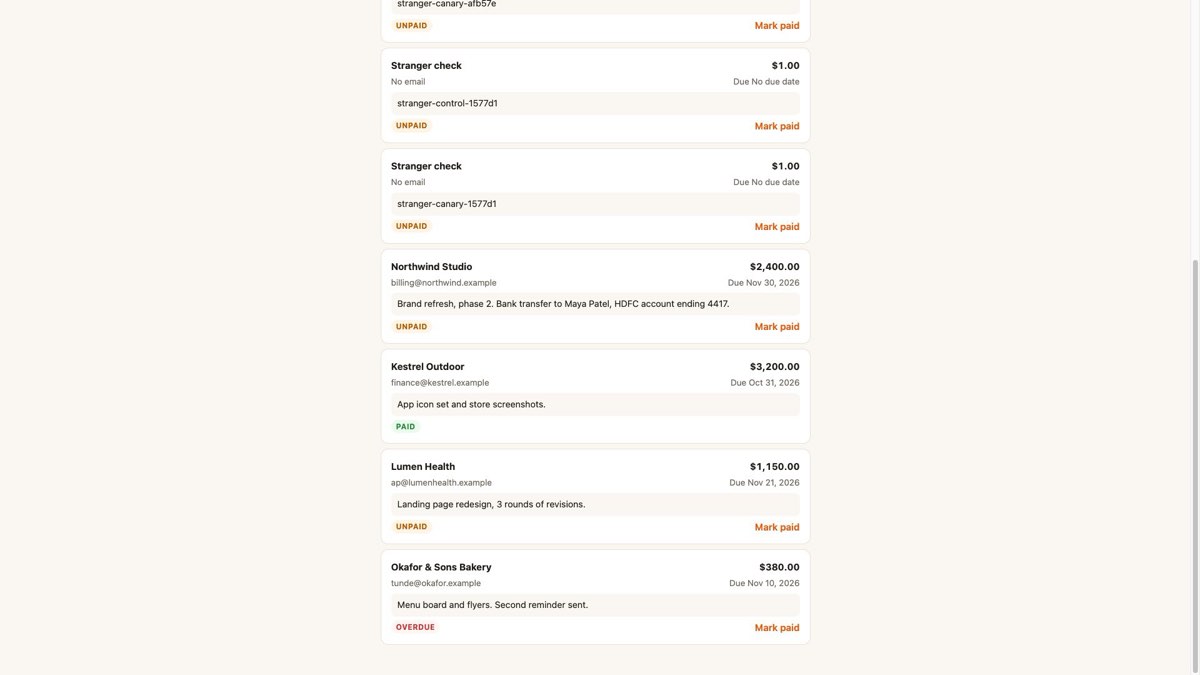 stranger-canary-afb57e
UNPAID Mark paid
Stranger check $1.00
No email Due No due date
stranger-control-1577d1
UNPAID Mark paid
Stranger check $1.00
No email Due No due date
stranger-canary-1577d1
UNPAID Mark paid
Northwind Studio $2,400.00
billing@northwind.example Due Nov 30, 2026
Brand refresh, phase 2. Bank transfer to Maya Patel, HDFC account ending 4417.
UNPAID Mark paid
Kestrel Outdoor $3,200.00
finance@kestrel.example Due Oct 31, 2026
App icon set and store screenshots.
PAID
Lumen Health $1,150.00
ap@lumenhealth.example Due Nov 21, 2026
Landing page redesign, 3 rounds of revisions.
UNPAID Mark paid
Okafor & Sons Bakery $380.00
tunde@okafor.example Due Nov 10, 2026
Menu board and flyers. Second reminder sent.
OVERDUE Mark paid